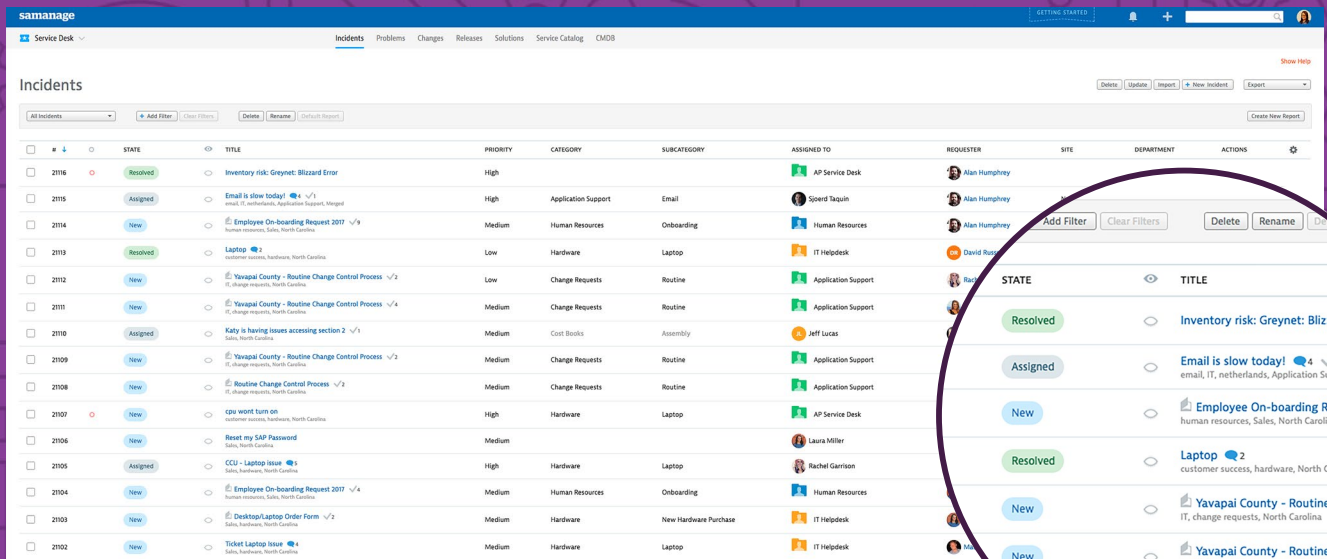 samanage
GETTING STARTED
Service Desk
Incidents Problems Changes Releases Solutions Service Catalog CMDB
Show Help
Incidents
Delete Update Import + New Incident Export
All Incidents + Add Filter Clear Filters Delete Rename Default Report Create New Report
# STATE TITLE PRIORITY CATEGORY SUBCATEGORY ASSIGNED TO REQUESTER SITE DEPARTMENT ACTIONS
21116 Resolved Inventory risk: Greynet: Blizzard Error High AP Service Desk Alan Humphrey
21115 Assigned Email is slow today! 4 1 High Application Support Email Sjoerd Taquin Alan Humphrey
email, IT, netherlands, Application Support, Merged
21114 New Employee On-boarding Request 2017 9 Medium Human Resources Onboarding Human Resources Alan Humphrey
human resources, Sales, North Carolina
21113 Resolved Laptop 2 Low Hardware Laptop IT Helpdesk DR David
customer success, hardware, North Carolina
21112 New Yavapai County - Routine Change Control Process 2 Low Change Requests Routine Application Support
IT, change requests, North Carolina
21111 New Yavapai County - Routine Change Control Process 4 Medium Change Requests Routine Application Support
IT, change requests, North Carolina
21110 Assigned Katy is having issues accessing section 2 1 Medium Cost Books Assembly Jeff Lucas
Sales, North Carolina
21109 New Yavapai County - Routine Change Control Process 2 Medium Change Requests Routine Application Support
IT, change requests, North Carolina
21108 New Routine Change Control Process 2 Medium Change Requests Routine Application Support
IT, change requests, North Carolina
21107 New cpu wont turn on High Hardware Laptop AP Service Desk
customer success, hardware, North Carolina
21106 New Reset my SAP Password Medium Laura Miller
Sales, North Carolina
21105 Assigned CCU - Laptop issue 5 High Hardware Laptop Rachel Garrison
Sales, hardware, North Carolina
21104 New Employee On-boarding Request 2017 4 Medium Human Resources Onboarding Human Resources
human resources, Sales, North Carolina
21103 New Desktop/Laptop Order Form 2 Medium Hardware New Hardware Purchase IT Helpdesk
Sales, hardware, North Carolina
21102 New Ticket Laptop Issue 4 Medium Hardware Laptop IT Helpdesk
Sales, hardware, North Carolina
Add Filter Clear Filters Delete Rename
STATE TITLE
Resolved Inventory risk: Greynet: Bliz
Assigned Email is slow today! 4
email, IT, netherlands, Application
New Employee On-boarding
human resources, Sales, North
Resolved Laptop 2
customer success, hardware, North
New Yavapai County - Routine
IT, change requests, North Carolina
New Yavapai County - Routine